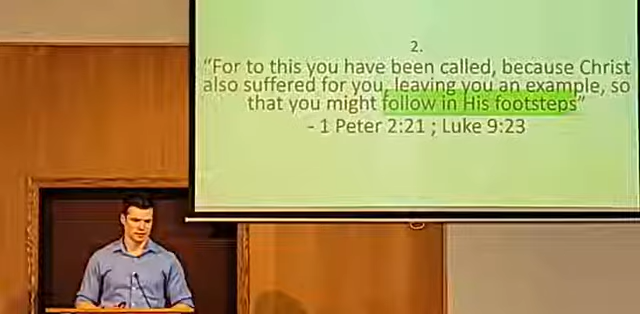 2.
“For to this you have been called, because Christ
also suffered for you, leaving you an example, so
that you might follow in His footsteps”
- 1 Peter 2:21 ; Luke 9:23